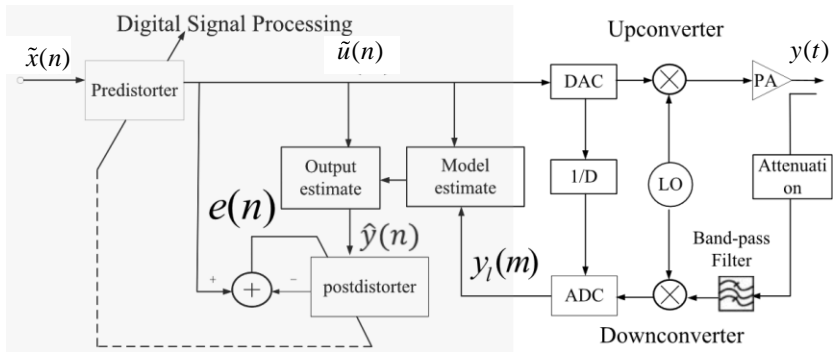 Digital Signal Processing
x̃(n)
ũ(n)
Upconverter
y(t)
Predistorter
DAC
PA
Output
estimate
Model
estimate
1/D
LO
Attenuati
on
e(n)
ŷ(n)
y_l(m)
Band-pass
Filter
+
−
+
postdistorter
ADC
Downconverter